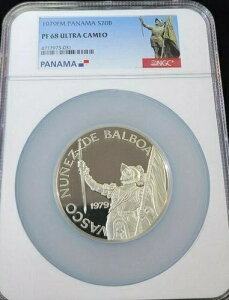 1979FM PANAMA S20B
PF 68 ULTRA CAMEO
PANAMA
NGC
VASCO NUÑEZ DE BALBOA
1979